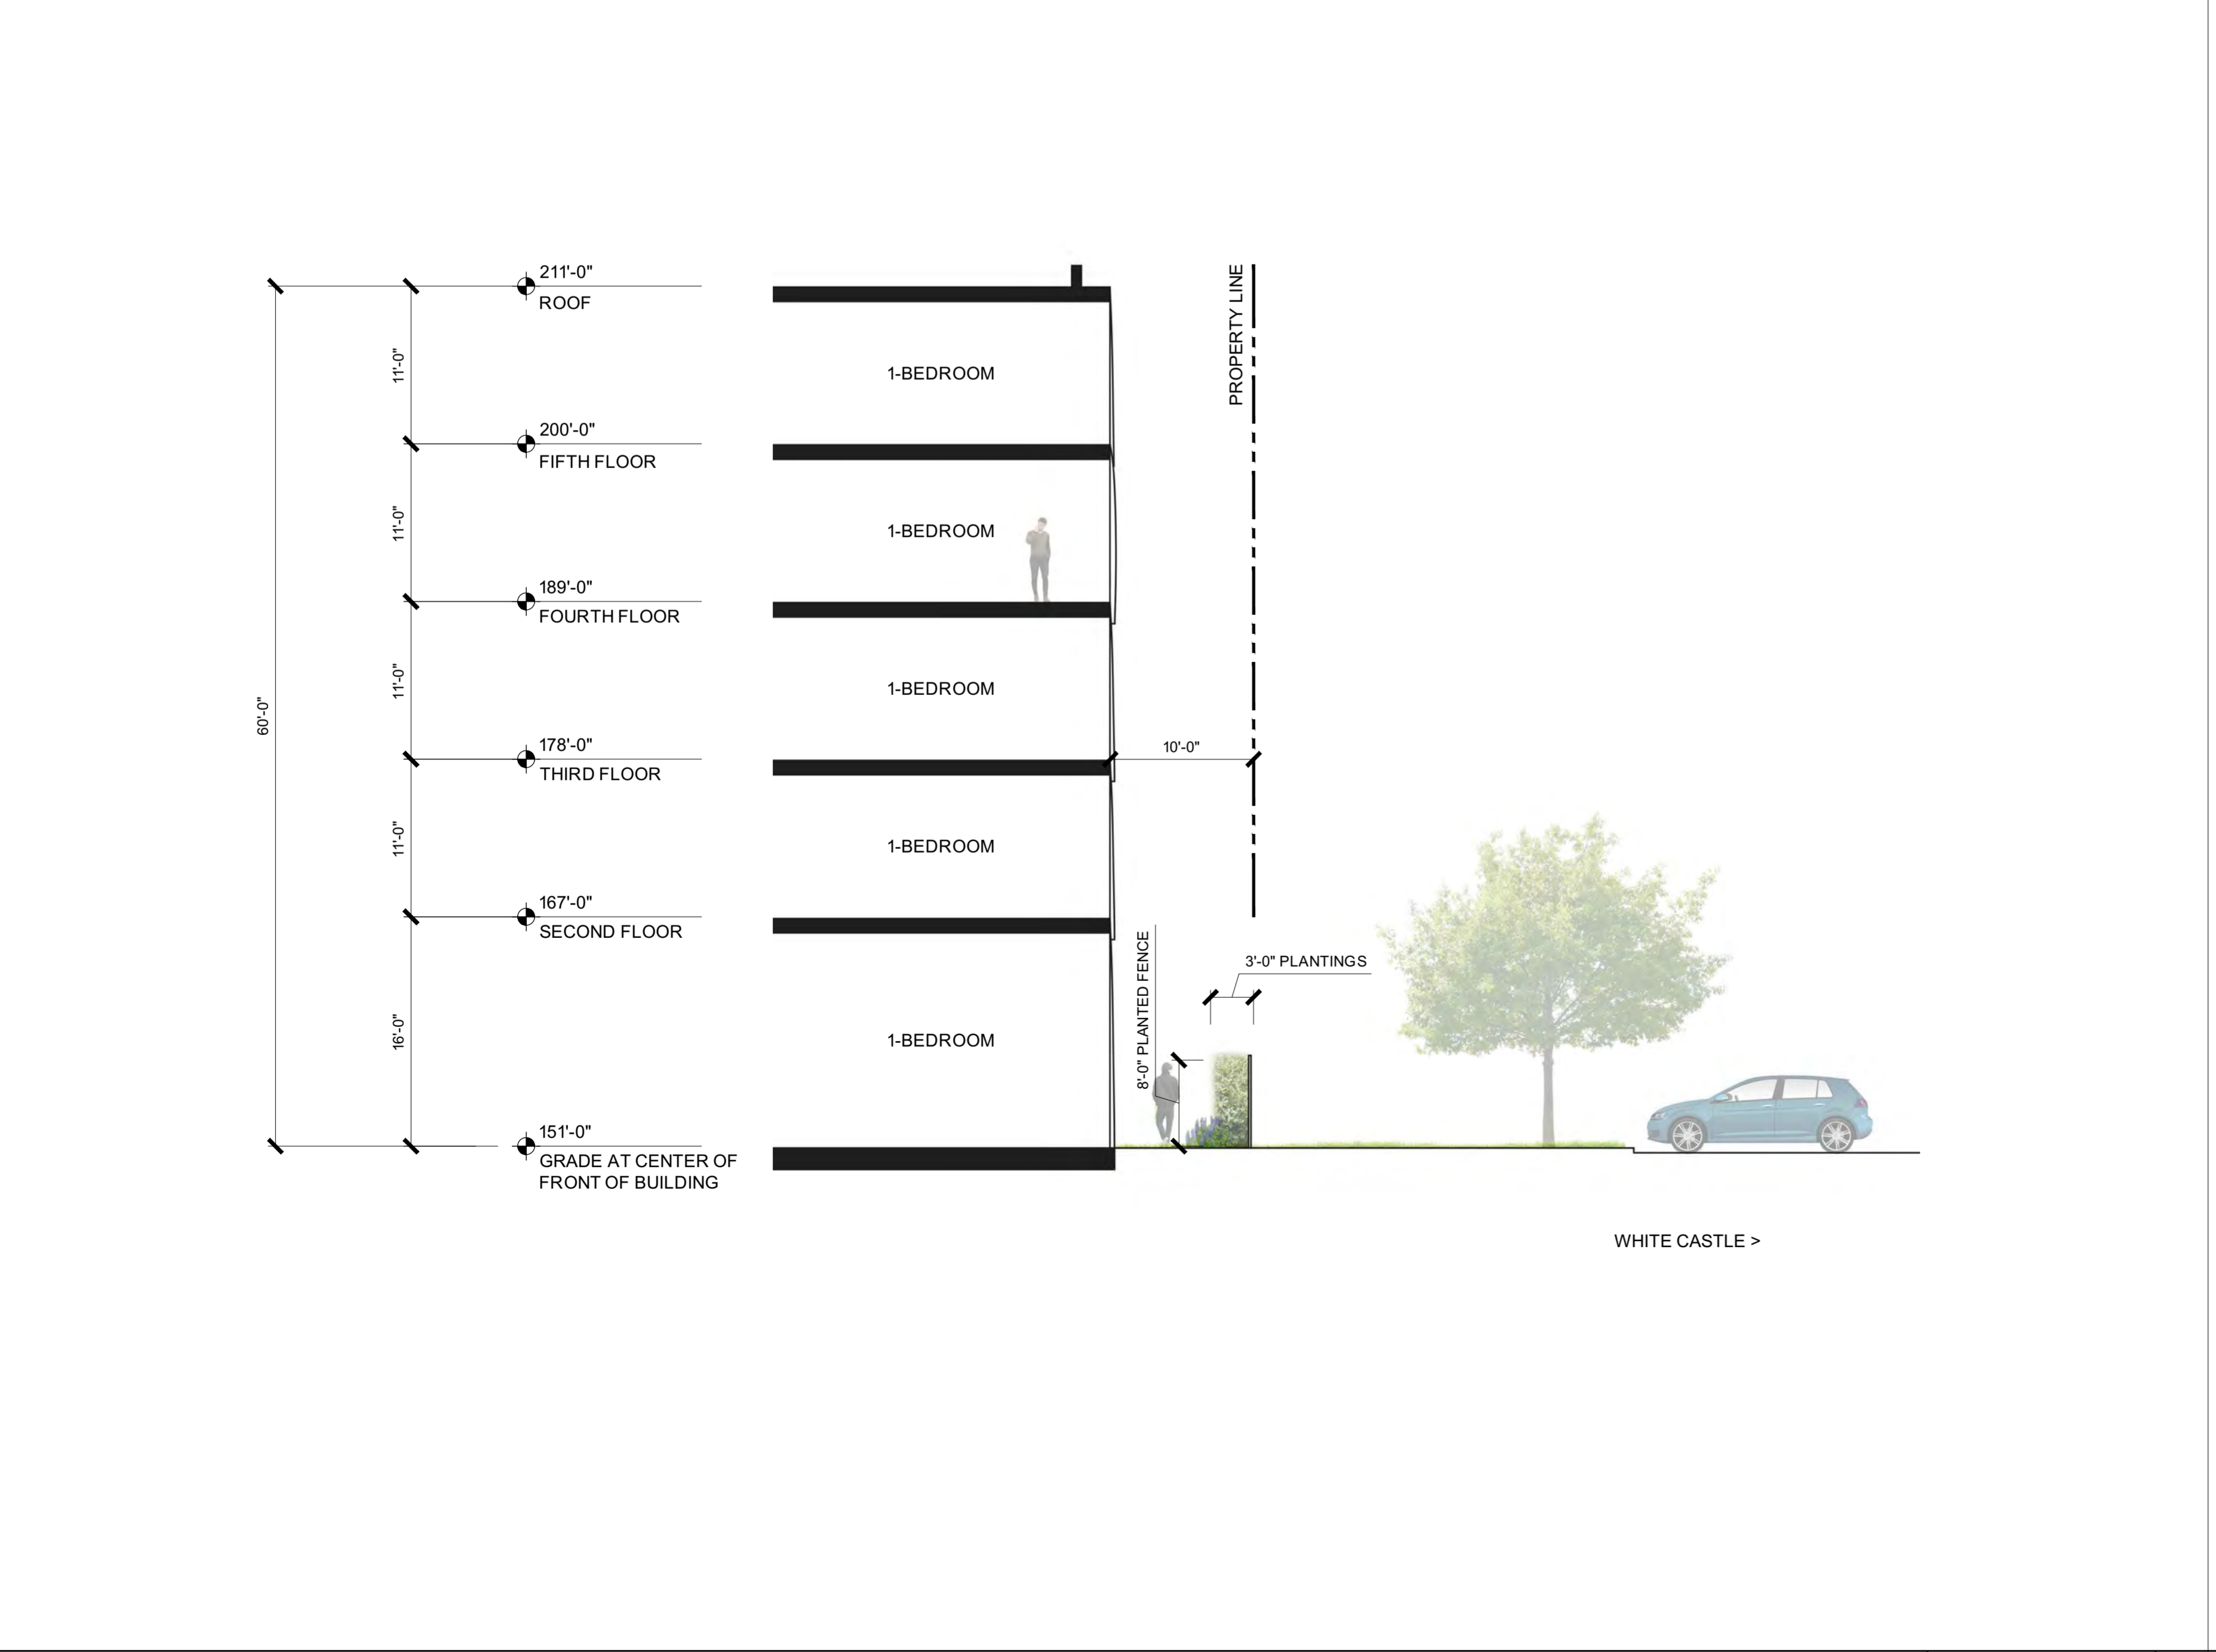 211'-0"
ROOF
PROPERTY LINE
11'-0"
1-BEDROOM
200'-0"
FIFTH FLOOR
11'-0"
1-BEDROOM
189'-0"
FOURTH FLOOR
11'-0"
1-BEDROOM
60'-0"
178'-0"
THIRD FLOOR
10'-0"
11'-0"
1-BEDROOM
167'-0"
SECOND FLOOR
8'-0" PLANTED FENCE
3'-0" PLANTINGS
16'-0"
1-BEDROOM
151'-0"
GRADE AT CENTER OF
FRONT OF BUILDING
WHITE CASTLE >